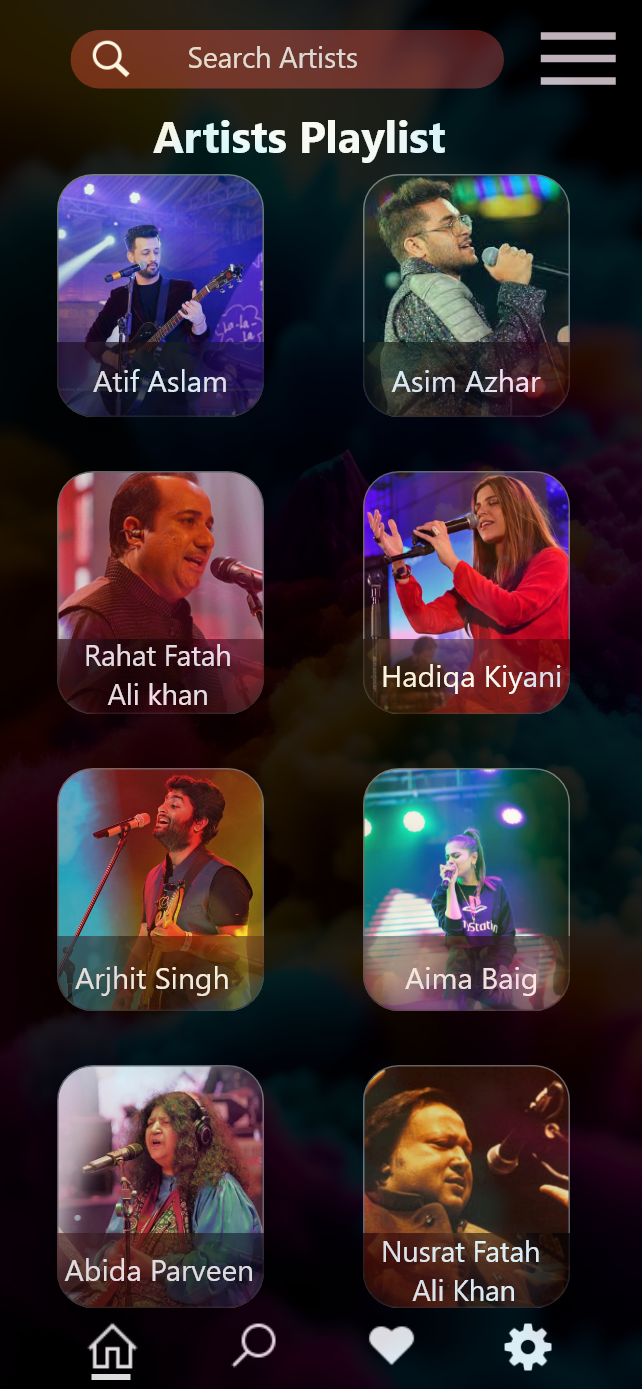 Search Artists
Artists Playlist
Atif Aslam
Asim Azhar
Rahat Fatah
Ali khan
Hadiqa Kiyani
Arjhit Singh
Aima Baig
Abida Parveen
Nusrat Fatah
Ali Khan